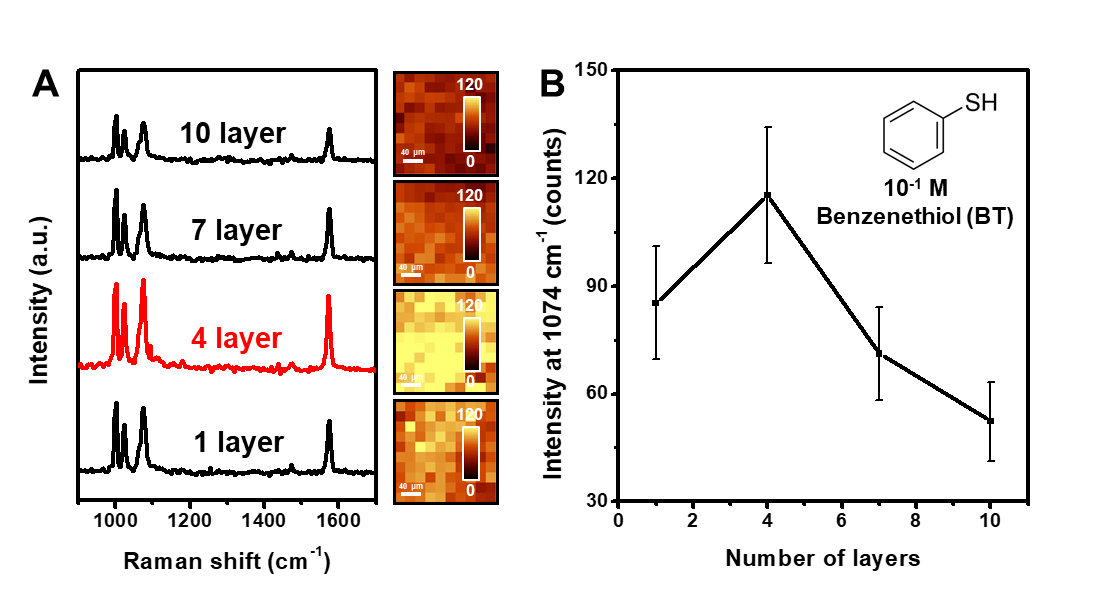 A
10 layer
7 layer
4 layer
1 layer
Intensity (a.u.)
1000 1200 1400 1600
Raman shift (cm⁻¹)
120
40 μm
0
120
40 μm
0
120
40 μm
0
120
40 μm
0
B
150
120
90
60
30
0 2 4 6 8 10
Intensity at 1074 cm⁻¹ (counts)
Number of layers
SH
10⁻¹ M
Benzenethiol (BT)